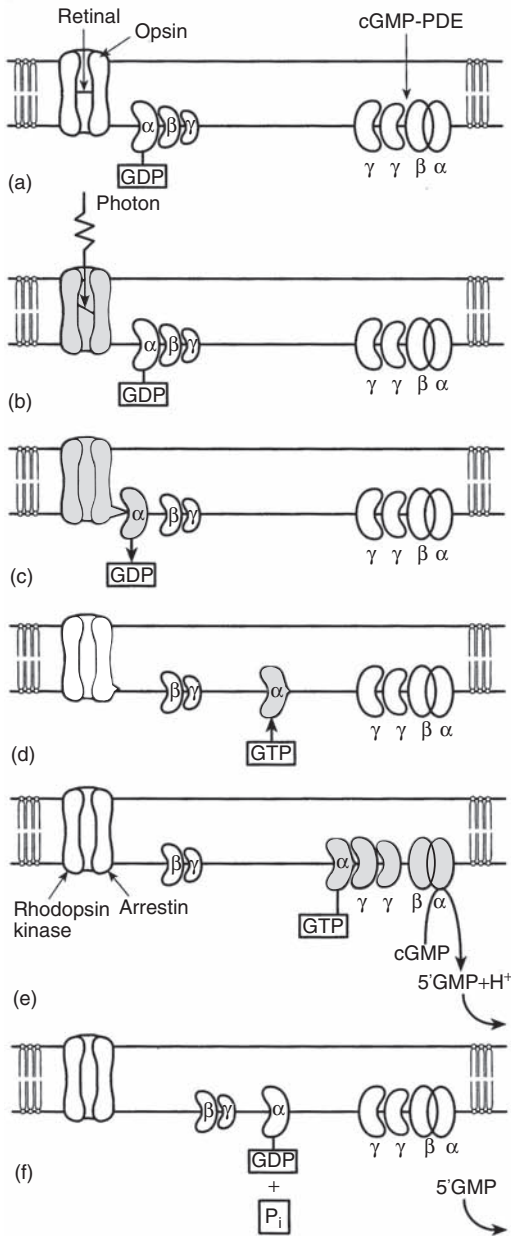 Retinal
Opsin
cGMP-PDE
α β γ
GDP
γ γ β α
(a)
Photon
α β γ
GDP
γ γ β α
(b)
α β γ
GDP
γ γ β α
(c)
β γ α
GTP
γ γ β α
(d)
β γ α
γ γ β α
GTP
Rhodopsin
kinase
Arrestin
cGMP
5'GMP+H⁺
(e)
β γ α
GDP
γ γ β α
+
Pᵢ
5'GMP
(f)